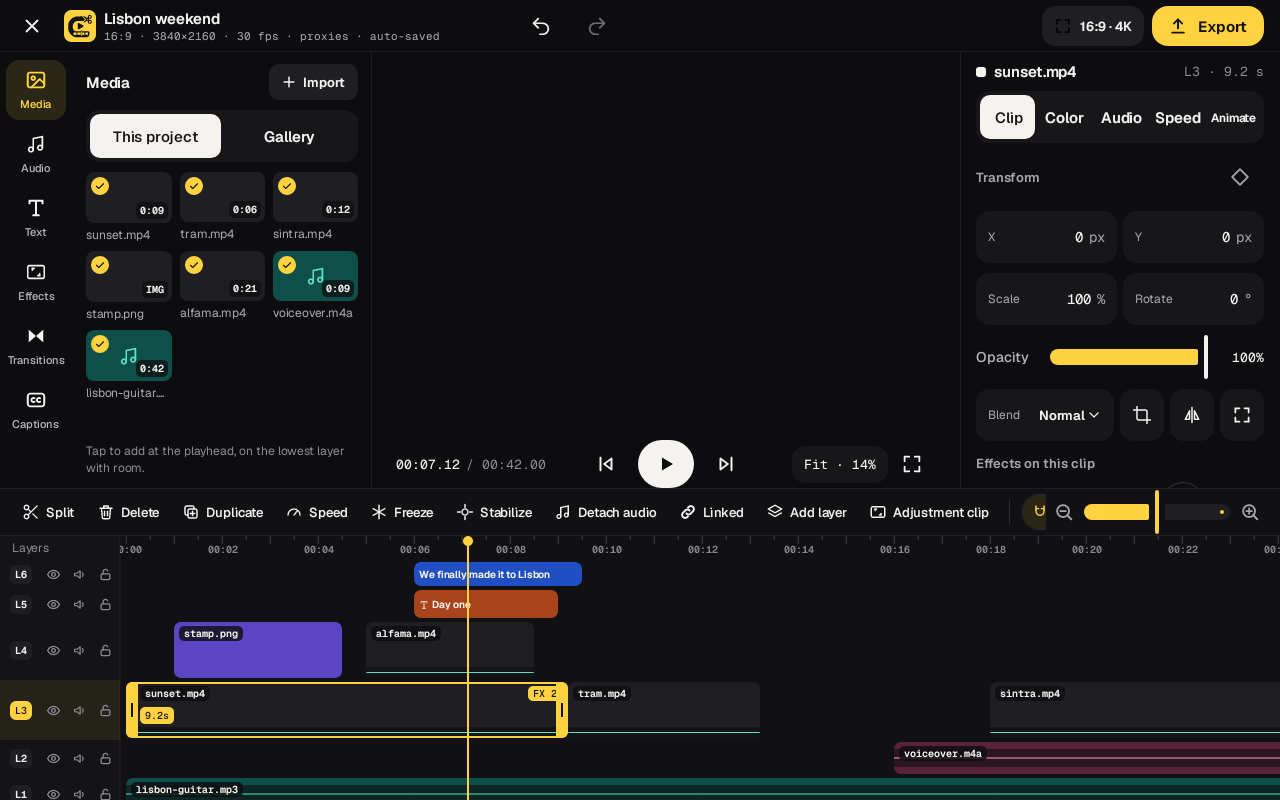 Lisbon weekend
16:9 · 3840×2160 · 30 fps · proxies · auto-saved
16:9 · 4K
Export
Media
Audio
Text
Effects
Transitions
Captions
Media
Import
This project
Gallery
0:09
0:06
0:12
sunset.mp4
tram.mp4
sintra.mp4
IMG
0:21
0:09
stamp.png
alfama.mp4
voiceover.m4a
0:42
lisbon-guitar…
Tap to add at the playhead, on the lowest layer
with room.
00:07.12 / 00:42.00
Fit · 14%
sunset.mp4
L3 · 9.2 s
Clip
Color
Audio
Speed
Animate
Transform
X 0 px
Y 0 px
Scale 100 %
Rotate 0 °
Opacity 100%
Blend Normal
Effects on this clip
Split
Delete
Duplicate
Speed
Freeze
Stabilize
Detach audio
Linked
Add layer
Adjustment clip
Layers
0:00 00:02 00:04 00:06 00:08 00:10 00:12 00:14 00:16 00:18 00:20 00:22 00:
L6
We finally made it to Lisbon
L5
T Day one
L4
stamp.png
alfama.mp4
L3
sunset.mp4
FX 2
9.2s
tram.mp4
sintra.mp4
L2
voiceover.m4a
L1
lisbon-guitar.mp3